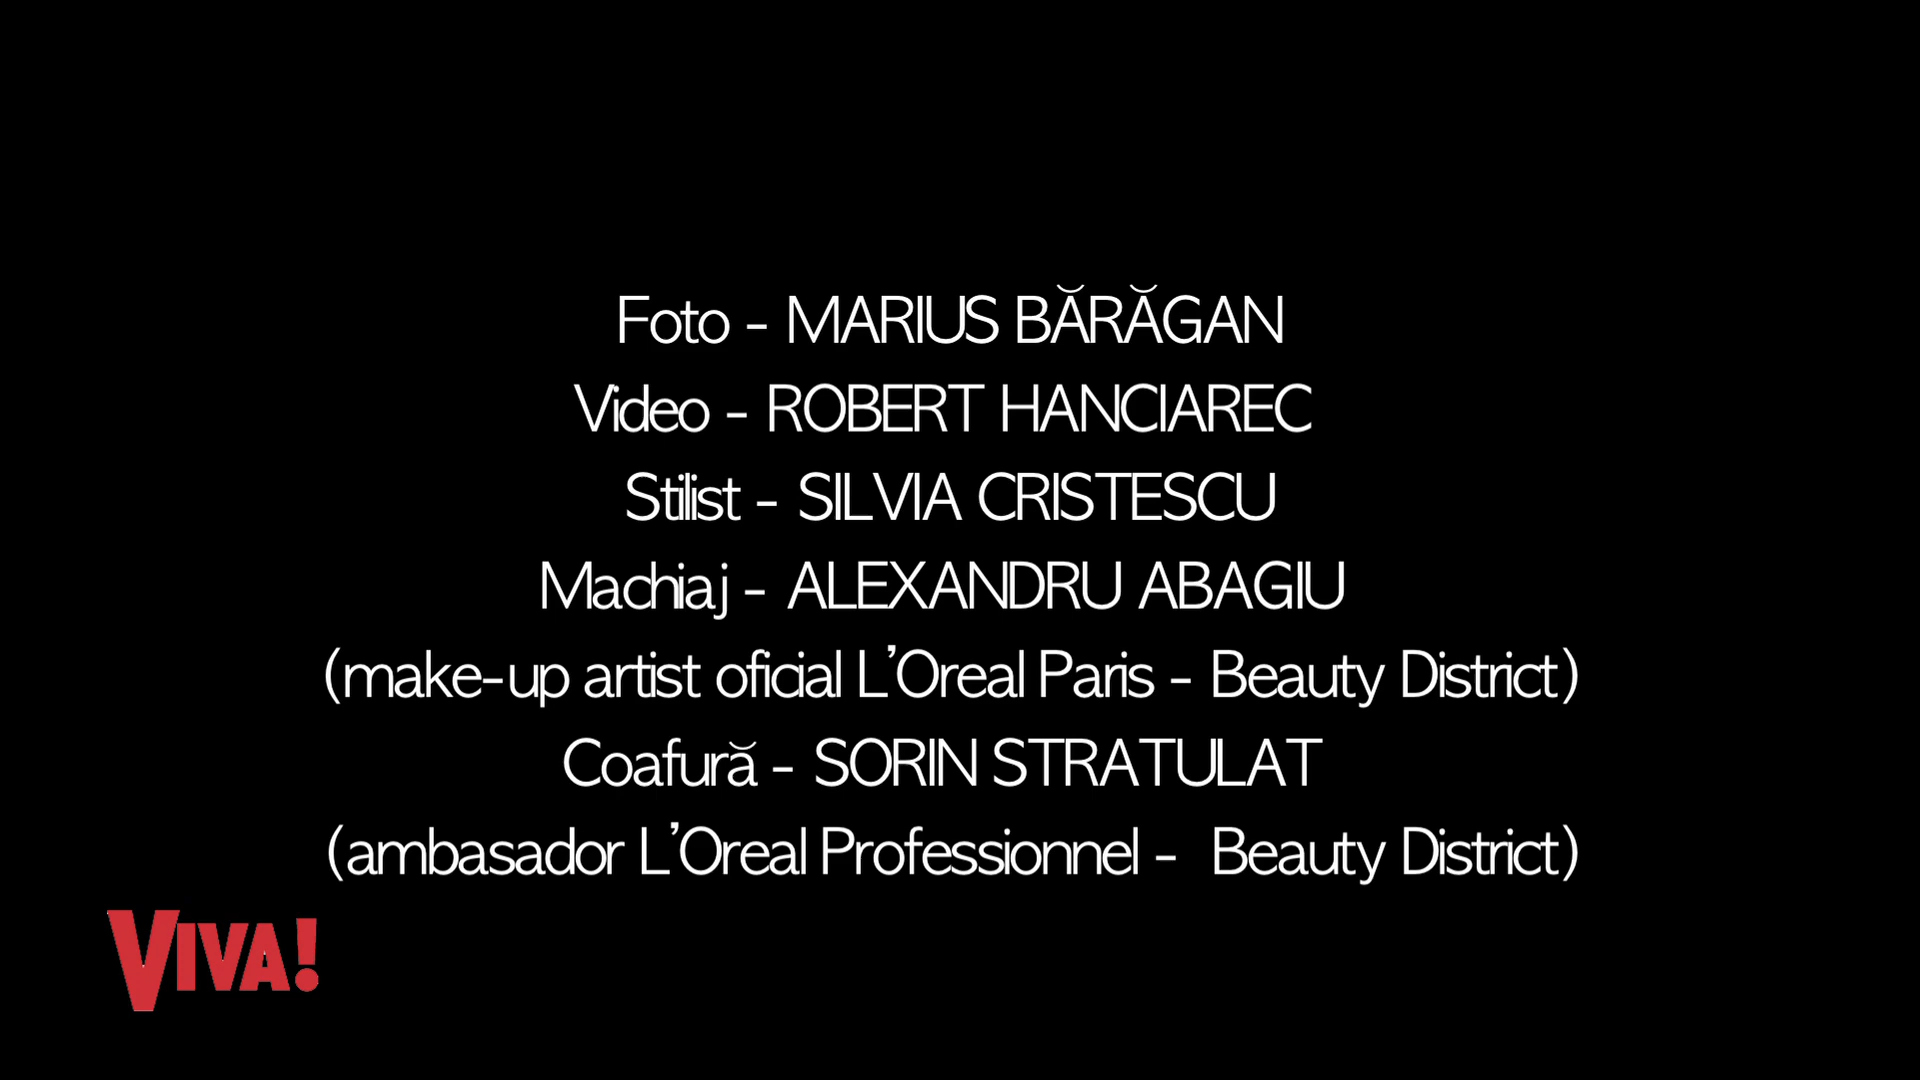 Foto - MARIUS BĂRĂGAN
Video - ROBERT HANCIAREC
Stilist - SILVIA CRISTESCU
Machiaj - ALEXANDRU ABAGIU
(make-up artist oficial L'Oreal Paris - Beauty District)
Coafură - SORIN STRATULAT
(ambasador L'Oreal Professionnel -  Beauty District)
VIVA!